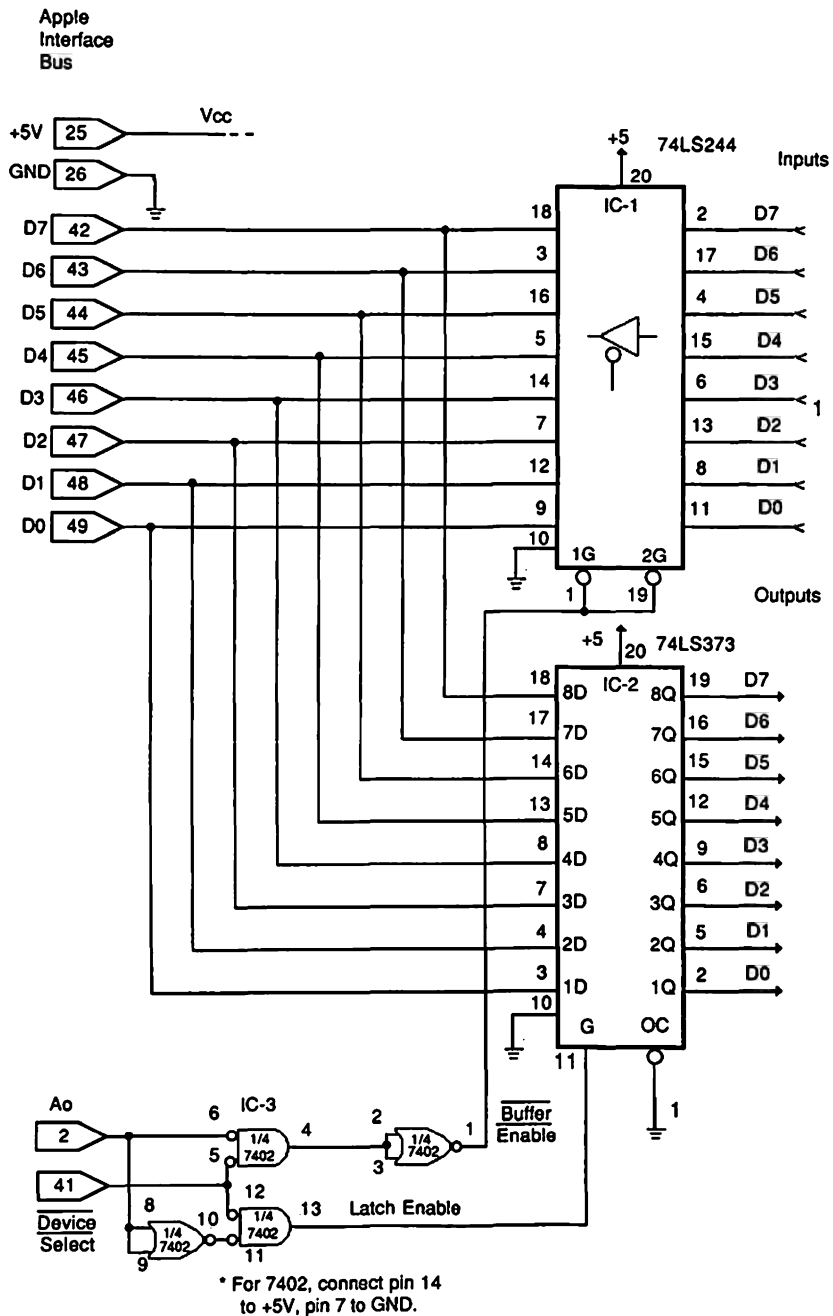 Apple
Interface
Bus
+5V 25 Vcc
GND 26
D7 42
D6 43
D5 44
D4 45
D3 46
D2 47
D1 48
D0 49
+5 74LS244
20
Inputs
IC-1
18 2 D7
3 17 D6
16 4 D5
5 15 D4
14 6 D3
1
7 13 D2
12 8 D1
9 11 D0
10
1G 2G
1 19
Outputs
+5 20 74LS373
IC-2
18 8D 8Q 19 D7
17 7D 7Q 16 D6
14 6D 6Q 15 D5
13 5D 5Q 12 D4
8 4D 4Q 9 D3
7 3D 3Q 6 D2
4 2D 2Q 5 D1
3 1D 1Q 2 D0
10
G OC
11
1
Ao
2
IC-3
6
5
1/4
7402
4
2
3
1/4
7402
1
Buffer
Enable
41
Device
Select
8
9
1/4
7402
10
12
11
1/4
7402
13
Latch Enable
* For 7402, connect pin 14
to +5V, pin 7 to GND.